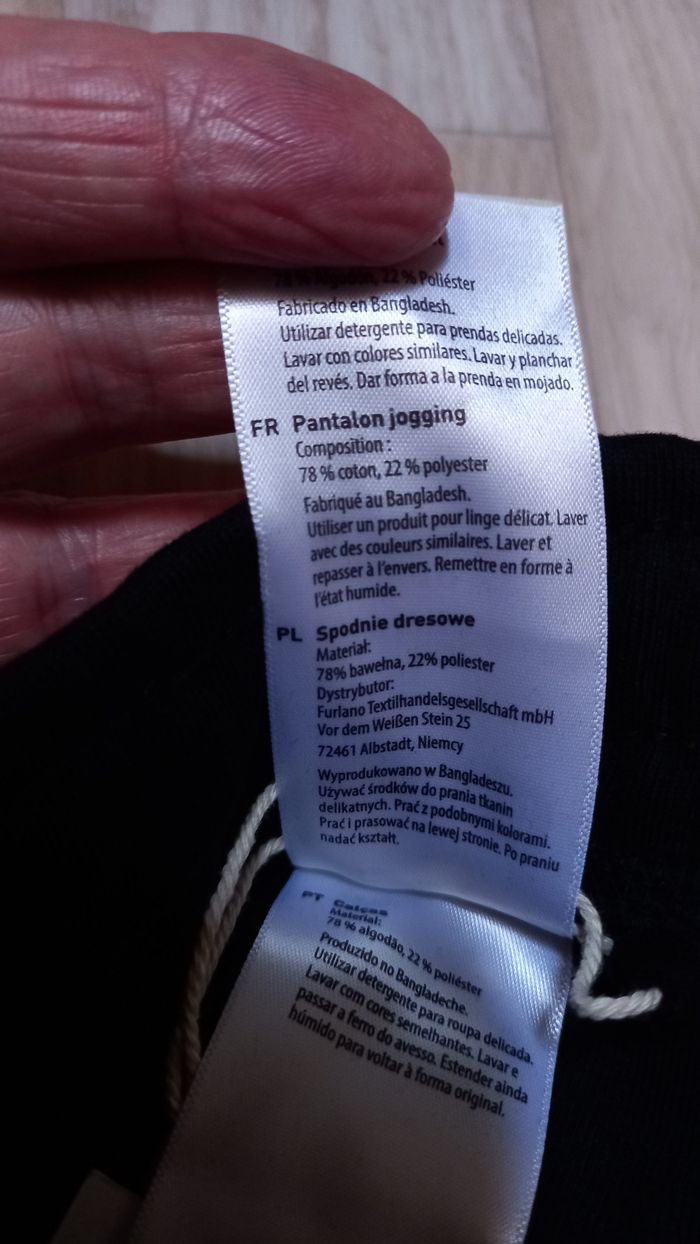 78 % Algodón, 22 % Poliéster
Fabricado en Bangladesh.
Utilizar detergente para prendas delicadas.
Lavar con colores similares. Lavar y planchar
del revés. Dar forma a la prenda en mojado.
FR Pantalon jogging
Composition :
78 % coton, 22 % polyester
Fabriqué au Bangladesh.
Utiliser un produit pour linge délicat. Laver
avec des couleurs similaires. Laver et
repasser à l'envers. Remettre en forme à
l'état humide.
PL Spodnie dresowe
Materiał:
78% bawełna, 22% poliester
Dystrybutor:
Furlano Textilhandelsgesellschaft mbH
Vor dem Weißen Stein 25
72461 Albstadt, Niemcy
Wyprodukowano w Bangladeszu.
Używać środków do prania tkanin
delikatnych. Prać z podobnymi kolorami.
Prać i prasować na lewej stronie. Po praniu
nadać kształt.
PT Calças
Material:
78 % algodão, 22 % poliéster
Produzido no Bangladeche.
Utilizar detergente para roupa delicada.
Lavar com cores semelhantes. Lavar e
passar a ferro do avesso. Estender ainda
húmido para voltar à forma original.